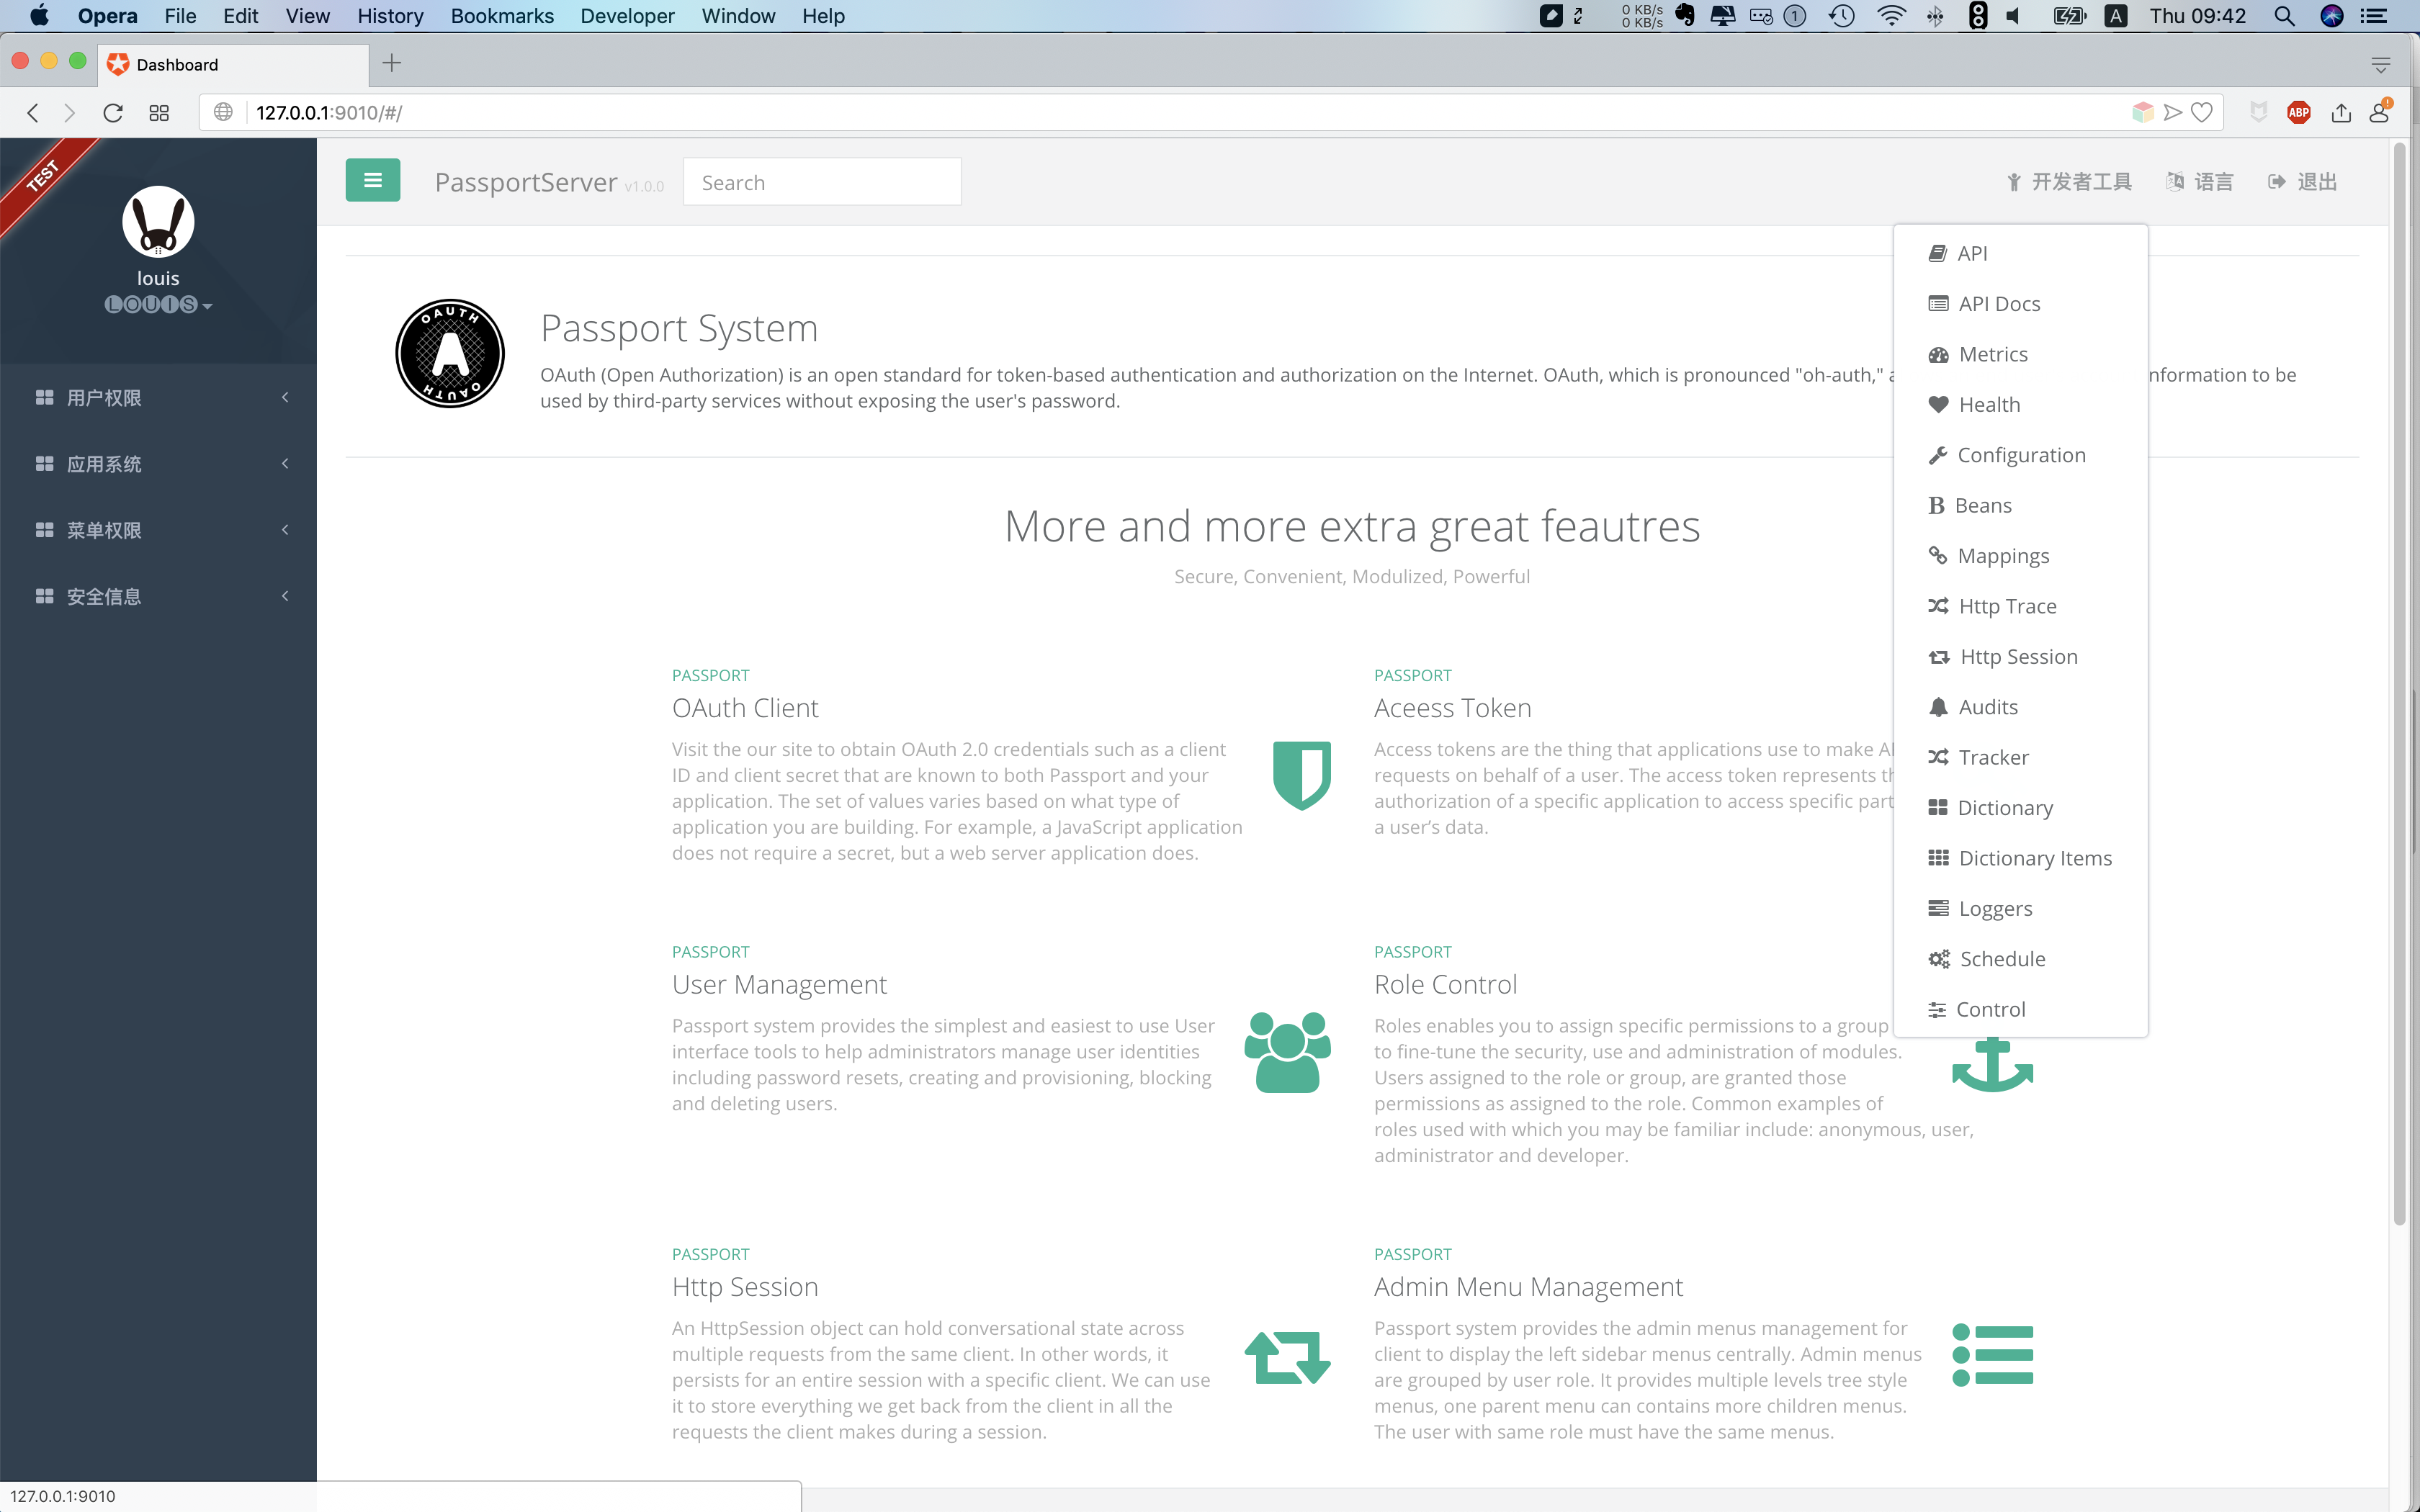 Opera File Edit View History Bookmarks Developer Window Help
0 KB/s
0 KB/s
1
A
Thu 09:42
Dashboard
127.0.0.1:9010/#/
ABP
TEST
louis
LOUIS
用户权限
应用系统
菜单权限
安全信息
PassportServer v1.0.0
Search
开发者工具
语言
退出
API
API Docs
Metrics
Health
Configuration
B Beans
Mappings
Http Trace
Http Session
Audits
Tracker
Dictionary
Dictionary Items
Loggers
Schedule
Control
OAUTH
A
OAUTH
Passport System
OAuth (Open Authorization) is an open standard for token-based authentication and authorization on the Internet. OAuth, which is pronounced "oh-auth," nformation to be
used by third-party services without exposing the user's password.
More and more extra great feautres
Secure, Convenient, Modulized, Powerful
PASSPORT
OAuth Client
Visit the our site to obtain OAuth 2.0 credentials such as a client
ID and client secret that are known to both Passport and your
application. The set of values varies based on what type of
application you are building. For example, a JavaScript application
does not require a secret, but a web server application does.
PASSPORT
Aceess Token
Access tokens are the thing that applications use to make
requests on behalf of a user. The access token represents
authorization of a specific application to access specific part
a user’s data.
PASSPORT
User Management
Passport system provides the simplest and easiest to use User
interface tools to help administrators manage user identities
including password resets, creating and provisioning, blocking
and deleting users.
PASSPORT
Role Control
Roles enables you to assign specific permissions to a group
to fine-tune the security, use and administration of modules.
Users assigned to the role or group, are granted those
permissions as assigned to the role. Common examples of
roles used with which you may be familiar include: anonymous, user,
administrator and developer.
PASSPORT
Http Session
An HttpSession object can hold conversational state across
multiple requests from the same client. In other words, it
persists for an entire session with a specific client. We can use
it to store everything we get back from the client in all the
requests the client makes during a session.
PASSPORT
Admin Menu Management
Passport system provides the admin menus management for
client to display the left sidebar menus centrally. Admin menus
are grouped by user role. It provides multiple levels tree style
menus, one parent menu can contains more children menus.
The user with same role must have the same menus.
127.0.0.1:9010